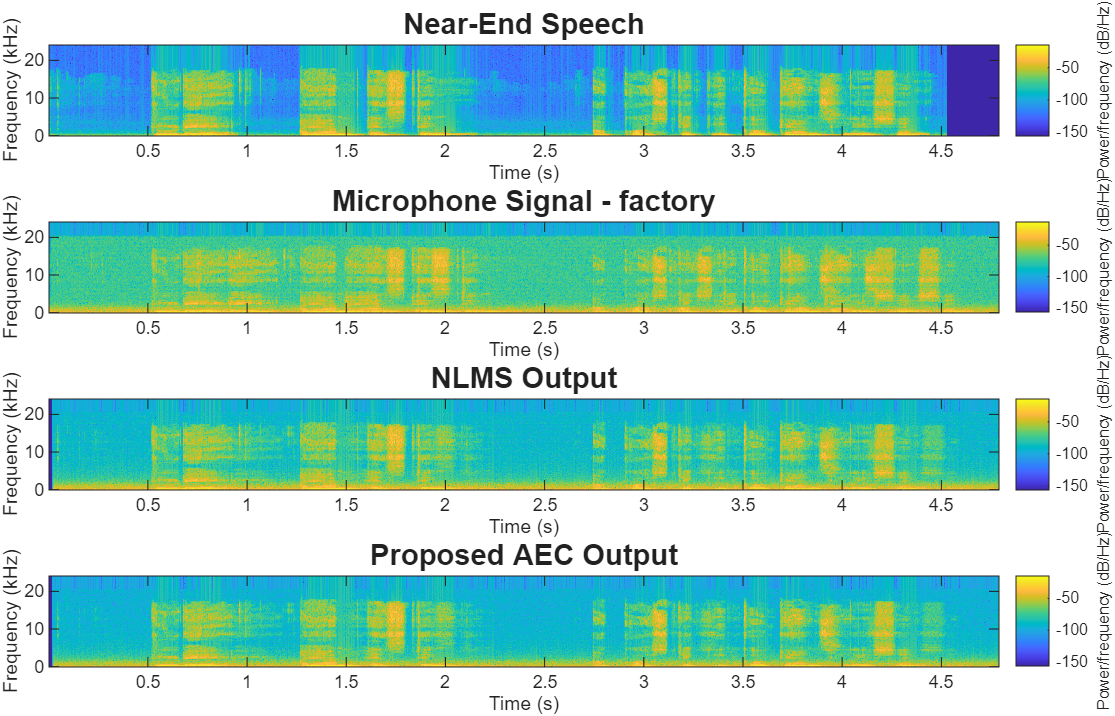 Near-End Speech
Frequency (kHz)
20
10
0
0.5 1 1.5 2 2.5 3 3.5 4 4.5
Time (s)
-50
-100
-150
Power/frequency (dB/Hz)
Microphone Signal - factory
Frequency (kHz)
20
10
0
0.5 1 1.5 2 2.5 3 3.5 4 4.5
Time (s)
-50
-100
-150
Power/frequency (dB/Hz)
NLMS Output
Frequency (kHz)
20
10
0
0.5 1 1.5 2 2.5 3 3.5 4 4.5
Time (s)
-50
-100
-150
Power/frequency (dB/Hz)
Proposed AEC Output
Frequency (kHz)
20
10
0
0.5 1 1.5 2 2.5 3 3.5 4 4.5
Time (s)
-50
-100
-150
Power/frequency (dB/Hz)